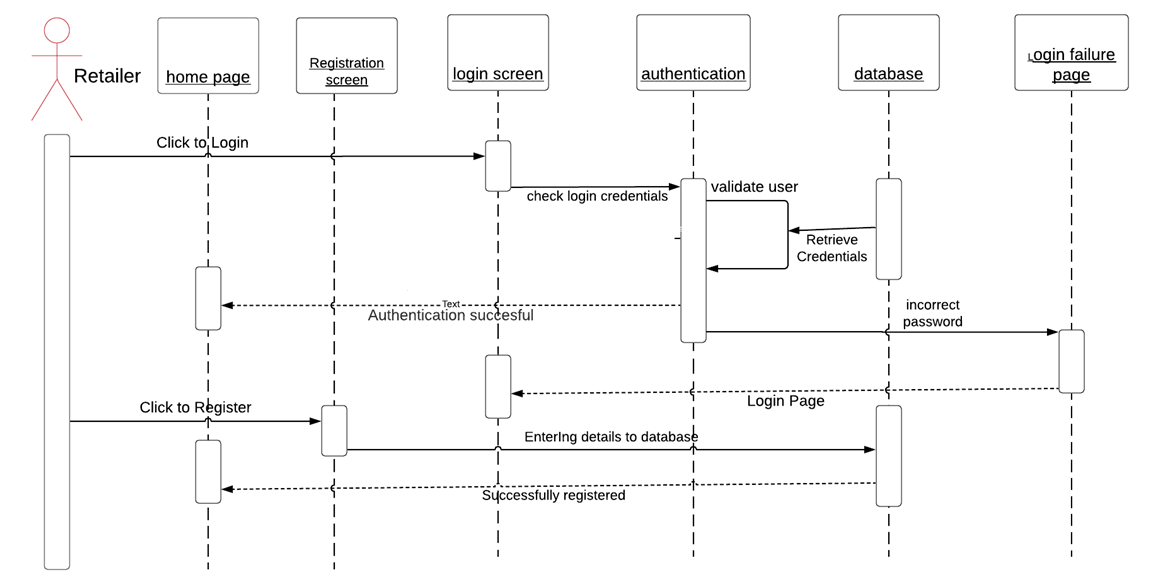 Retailer
home page
Registration
screen
login screen
authentication
database
Login failure
page
Click to Login
check login credentials
validate user
Retrieve
Credentials
Text
Authentication succesful
incorrect
password
Login Page
Click to Register
EnterIng details to database
Successfully registered